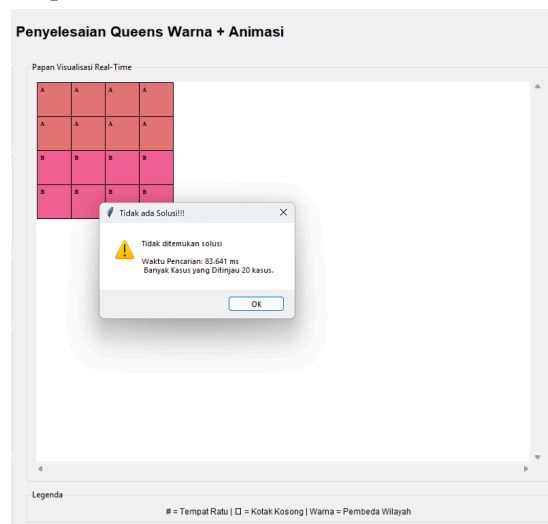 Penyelesaian Queens Warna + Animasi
Papan Visualisasi Real-Time
A A A A
A A A A
B B B B
B B B B
Tidak ada Solusi!!!
Tidak ditemukan solusi
Waktu Pencarian: 83.641 ms
Banyak Kasus yang Ditinjau 20 kasus.
OK
Legenda
# = Tempat Ratu | □ = Kotak Kosong | Warna = Pembeda Wilayah